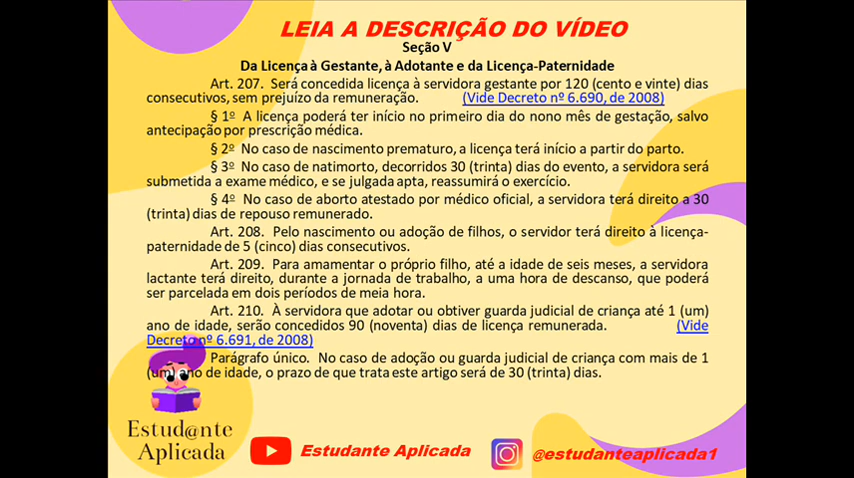 LEIA A DESCRIÇÃO DO VÍDEO
Seção V
Da Licença à Gestante, à Adotante e da Licença-Paternidade
Art. 207. Será concedida licença à servidora gestante por 120 (cento e vinte) dias
consecutivos, sem prejuízo da remuneração. (Vide Decreto nº 6.690, de 2008)
§ 1º A licença poderá ter início no primeiro dia do nono mês de gestação, salvo
antecipação por prescrição médica.
§ 2º No caso de nascimento prematuro, a licença terá início a partir do parto.
§ 3º No caso de natimorto, decorridos 30 (trinta) dias do evento, a servidora será
submetida a exame médico, e se julgada apta, reassumirá o exercício.
§ 4º No caso de aborto atestado por médico oficial, a servidora terá direito a 30
(trinta) dias de repouso remunerado.
Art. 208. Pelo nascimento ou adoção de filhos, o servidor terá direito à licença-
paternidade de 5 (cinco) dias consecutivos.
Art. 209. Para amamentar o próprio filho, até a idade de seis meses, a servidora
lactante terá direito, durante a jornada de trabalho, a uma hora de descanso, que poderá
ser parcelada em dois períodos de meia hora.
Art. 210. À servidora que adotar ou obtiver guarda judicial de criança até 1 (um)
ano de idade, serão concedidos 90 (noventa) dias de licença remunerada. (Vide
Decreto nº 6.691, de 2008)
Parágrafo único. No caso de adoção ou guarda judicial de criança com mais de 1
(um) ano de idade, o prazo de que trata este artigo será de 30 (trinta) dias.
Estud@nte
Aplicada
Estudante Aplicada
@estudanteaplicada1